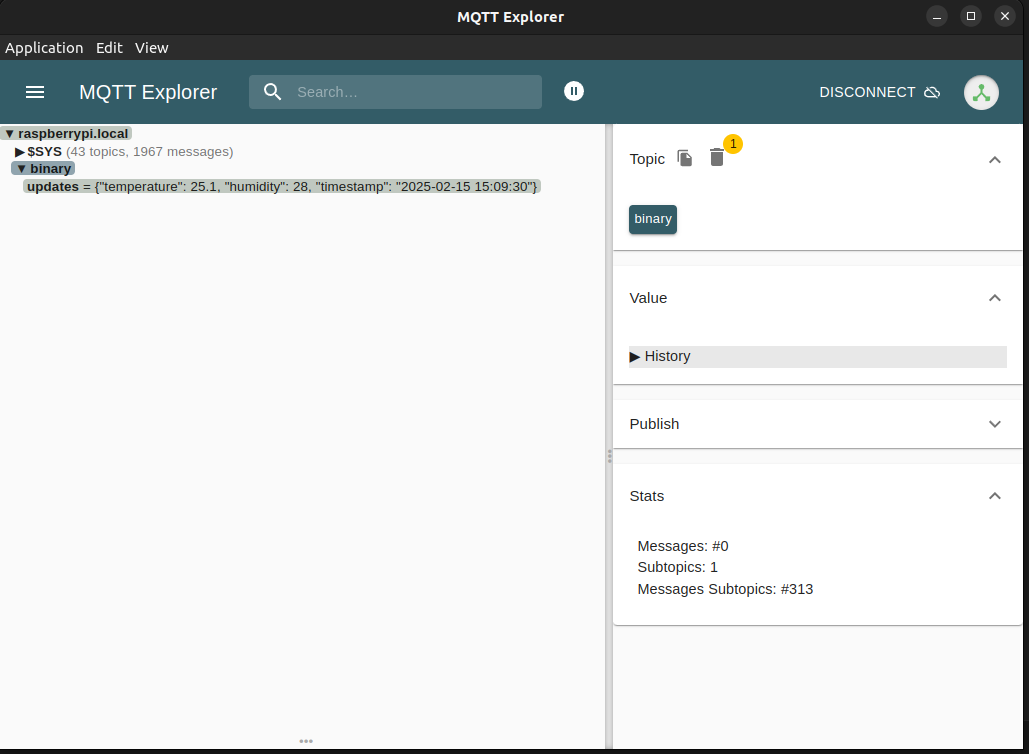 MQTT Explorer
Application Edit View
MQTT Explorer Search... DISCONNECT
▼ raspberrypi.local
▶ $SYS (43 topics, 1967 messages)
▼ binary
updates = {"temperature": 25.1, "humidity": 28, "timestamp": "2025-02-15 15:09:30"}
Topic 1
binary
Value
▶ History
Publish
Stats
Messages: #0
Subtopics: 1
Messages Subtopics: #313